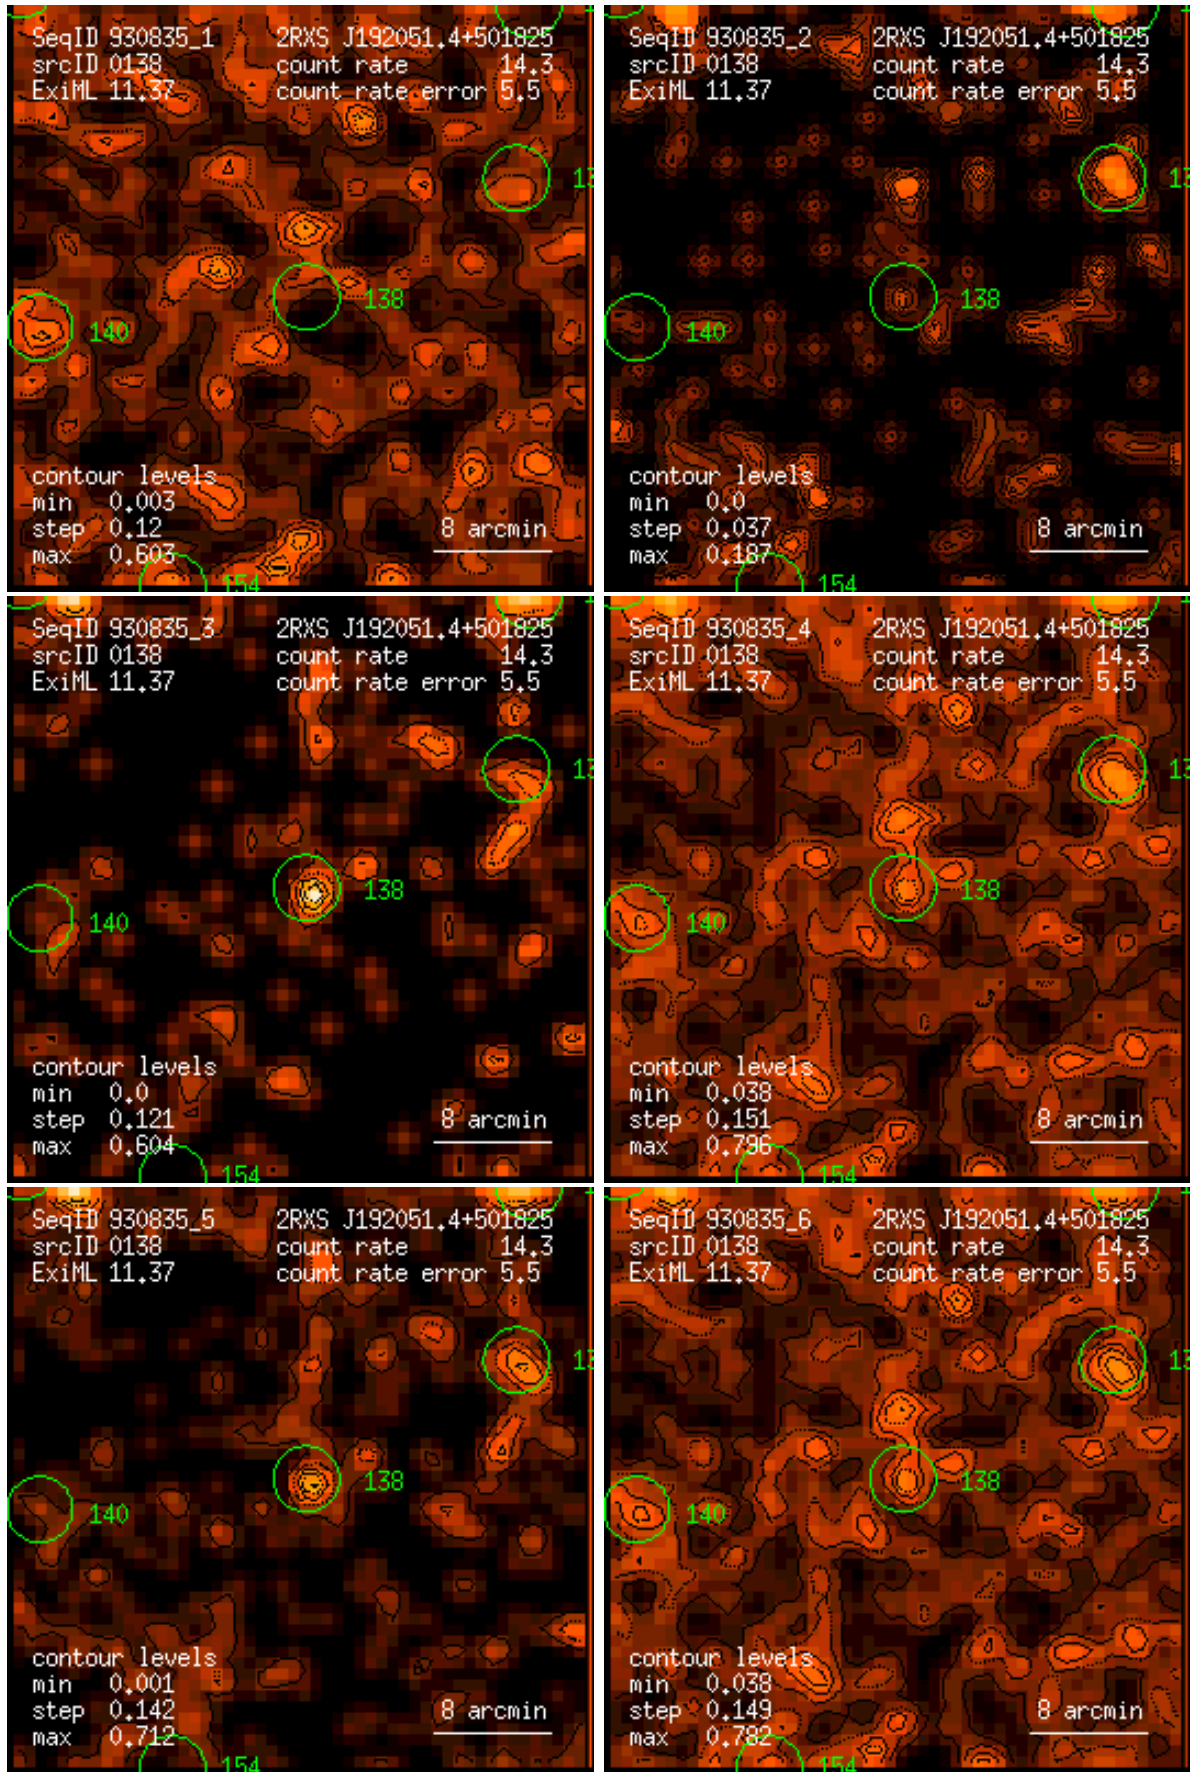 SeqID 930835_1 2RXS J192051.4+501825
srcID 0138 count rate 14.3
ExiML 11.37 count rate error 5.5
13
138
140
contour levels
min 0.003
step 0.12
max 0.603
8 arcmin
154
SeqID 930835_2 2RXS J192051.4+501825
srcID 0138 count rate 14.3
ExiML 11.37 count rate error 5.5
13
138
140
contour levels
min 0.0
step 0.037
max 0.187
8 arcmin
154
SeqID 930835_3 2RXS J192051.4+501825
srcID 0138 count rate 14.3
ExiML 11.37 count rate error 5.5
13
138
140
contour levels
min 0.0
step 0.121
max 0.604
8 arcmin
154
SeqID 930835_4 2RXS J192051.4+501825
srcID 0138 count rate 14.3
ExiML 11.37 count rate error 5.5
13
138
140
contour levels
min 0.038
step 0.151
max 0.796
8 arcmin
154
SeqID 930835_5 2RXS J192051.4+501825
srcID 0138 count rate 14.3
ExiML 11.37 count rate error 5.5
13
138
140
contour levels
min 0.001
step 0.142
max 0.712
8 arcmin
154
SeqID 930835_6 2RXS J192051.4+501825
srcID 0138 count rate 14.3
ExiML 11.37 count rate error 5.5
13
138
140
contour levels
min 0.038
step 0.149
max 0.782
8 arcmin
154